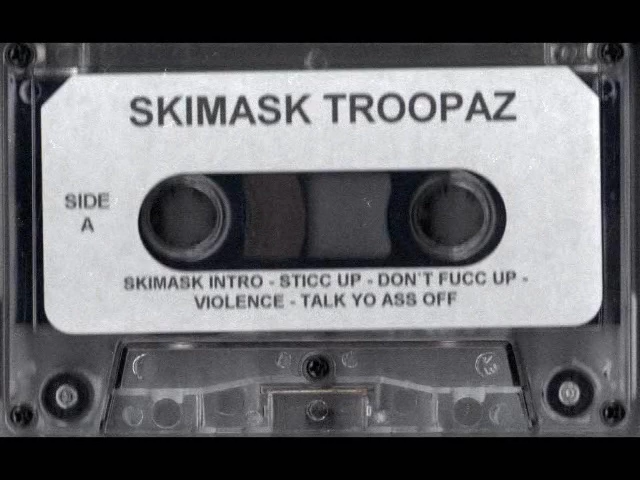 SKIMASK TROOPAZ
SIDE
A
SKIMASK INTRO - STICC UP - DON'T FUCC UP -
VIOLENCE - TALK YO ASS OFF